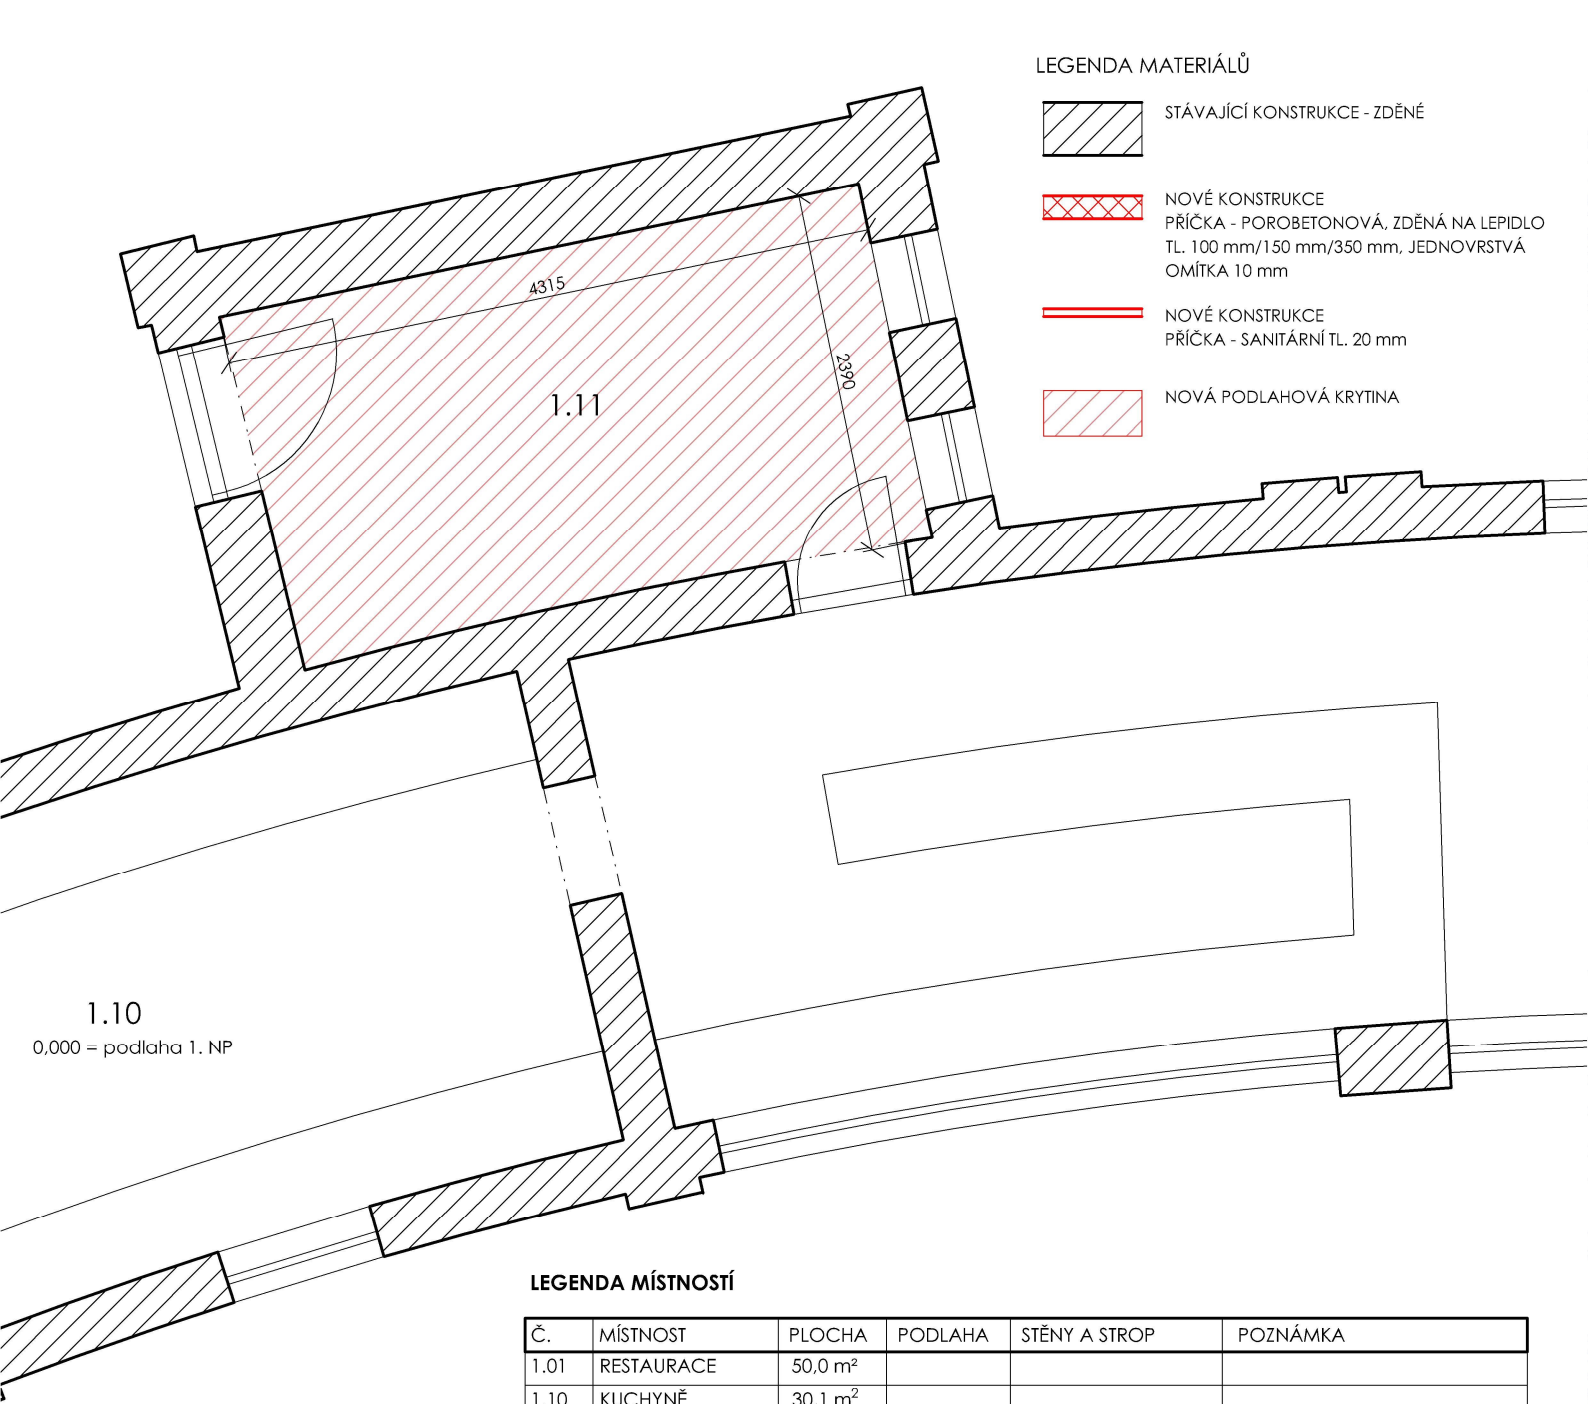 LEGENDA MATERIÁLŮ
STÁVAJÍCÍ KONSTRUKCE - ZDĚNÉ
NOVÉ KONSTRUKCE
PŘÍČKA - POROBETONOVÁ, ZDĚNÁ NA LEPIDLO
TL. 100 mm/150 mm/350 mm, JEDNOVRSTVÁ
OMÍTKA 10 mm
NOVÉ KONSTRUKCE
PŘÍČKA - SANITÁRNÍ TL. 20 mm
NOVÁ PODLAHOVÁ KRYTINA
4315
2390
1.11
1.10
0,000 = podlaha 1. NP
LEGENDA MÍSTNOSTÍ
Č. MÍSTNOST PLOCHA PODLAHA STĚNY A STROP POZNÁMKA
1.01 RESTAURACE 50,0 m²
1.10 KUCHYNĚ 30,1 m²